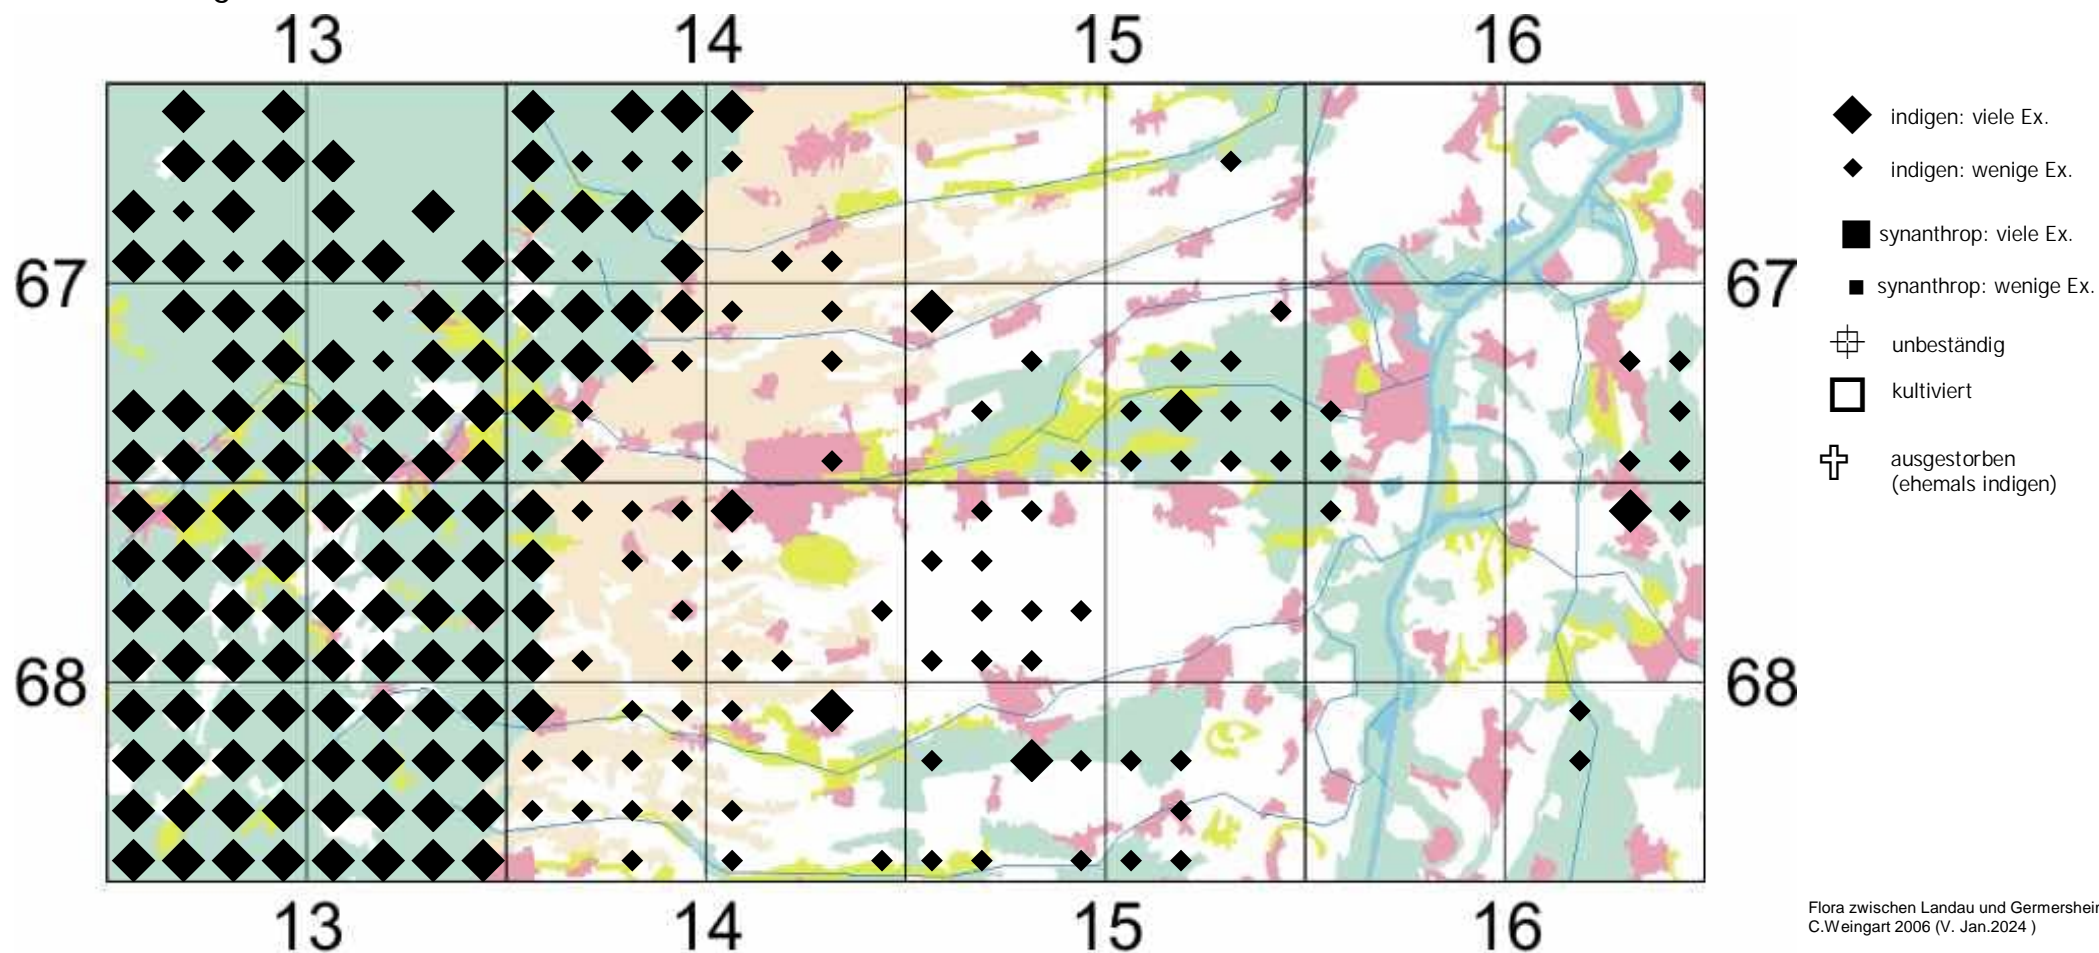 13 14 15 16
indigen: viele Ex.
indigen: wenige Ex.
synanthrop: viele Ex.
67 67
synanthrop: wenige Ex.
unbeständig
kultiviert
ausgestorben
(ehemals indigen)
68 68
13 14 15 16
Flora zwischen Landau und Germershein
C.Weingart 2006 (V. Jan.2024 )